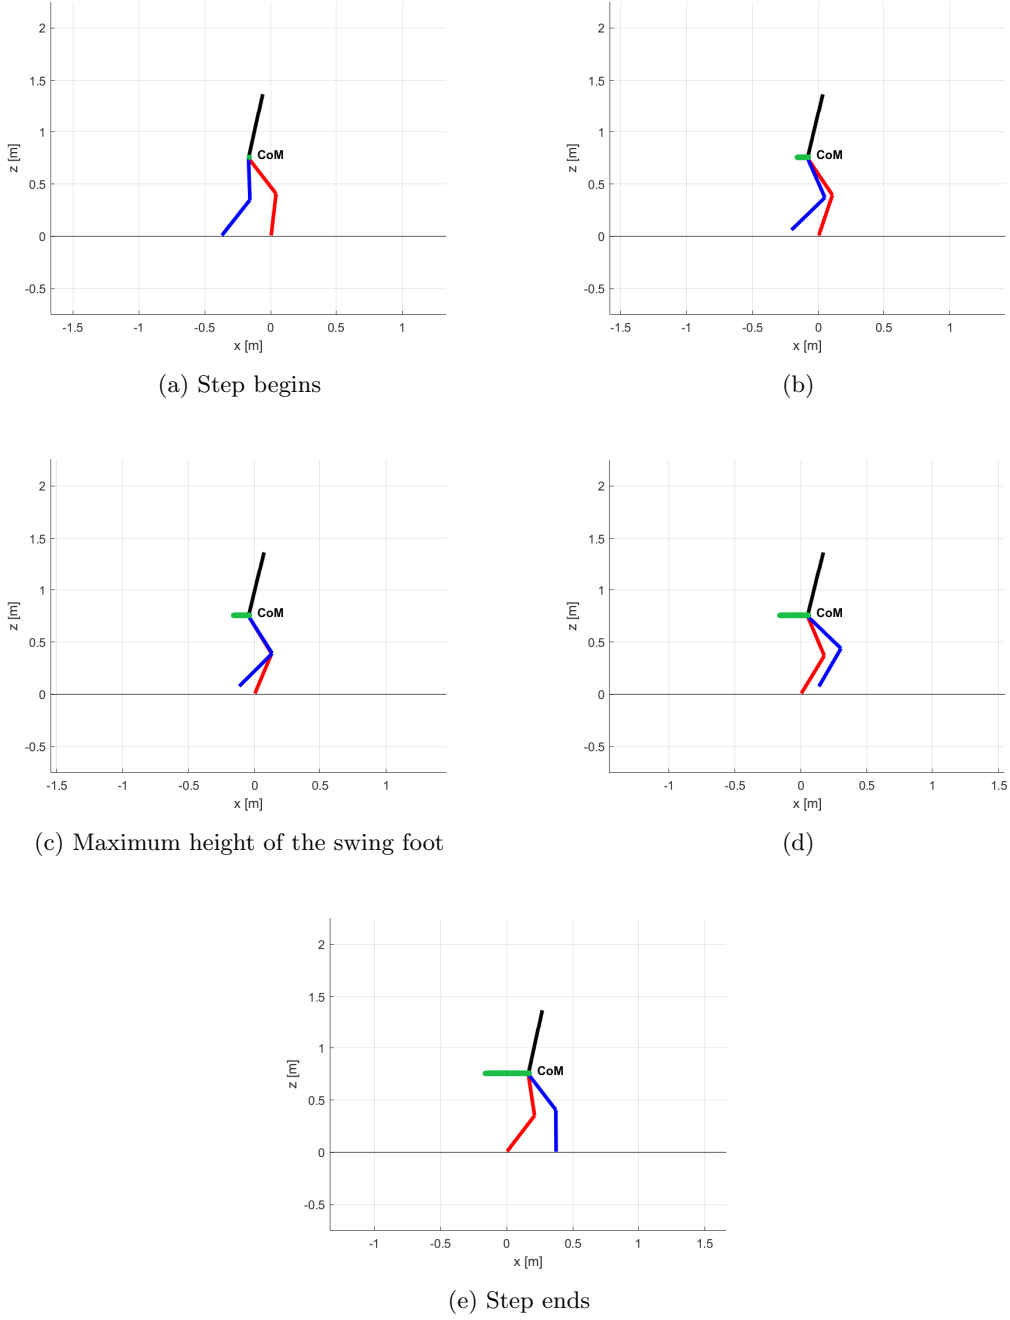 2
1.5
1
0.5
0
-0.5
z [m]
CoM
-1.5 -1 -0.5 0 0.5 1
x [m]
(a) Step begins
2
1.5
1
0.5
0
-0.5
z [m]
CoM
-1.5 -1 -0.5 0 0.5 1
x [m]
(b)
2
1.5
1
0.5
0
-0.5
z [m]
CoM
-1.5 -1 -0.5 0 0.5 1
x [m]
(c) Maximum height of the swing foot
2
1.5
1
0.5
0
-0.5
z [m]
CoM
-1 -0.5 0 0.5 1 1.5
x [m]
(d)
2
1.5
1
0.5
0
-0.5
z [m]
CoM
-1 -0.5 0 0.5 1 1.5
x [m]
(e) Step ends